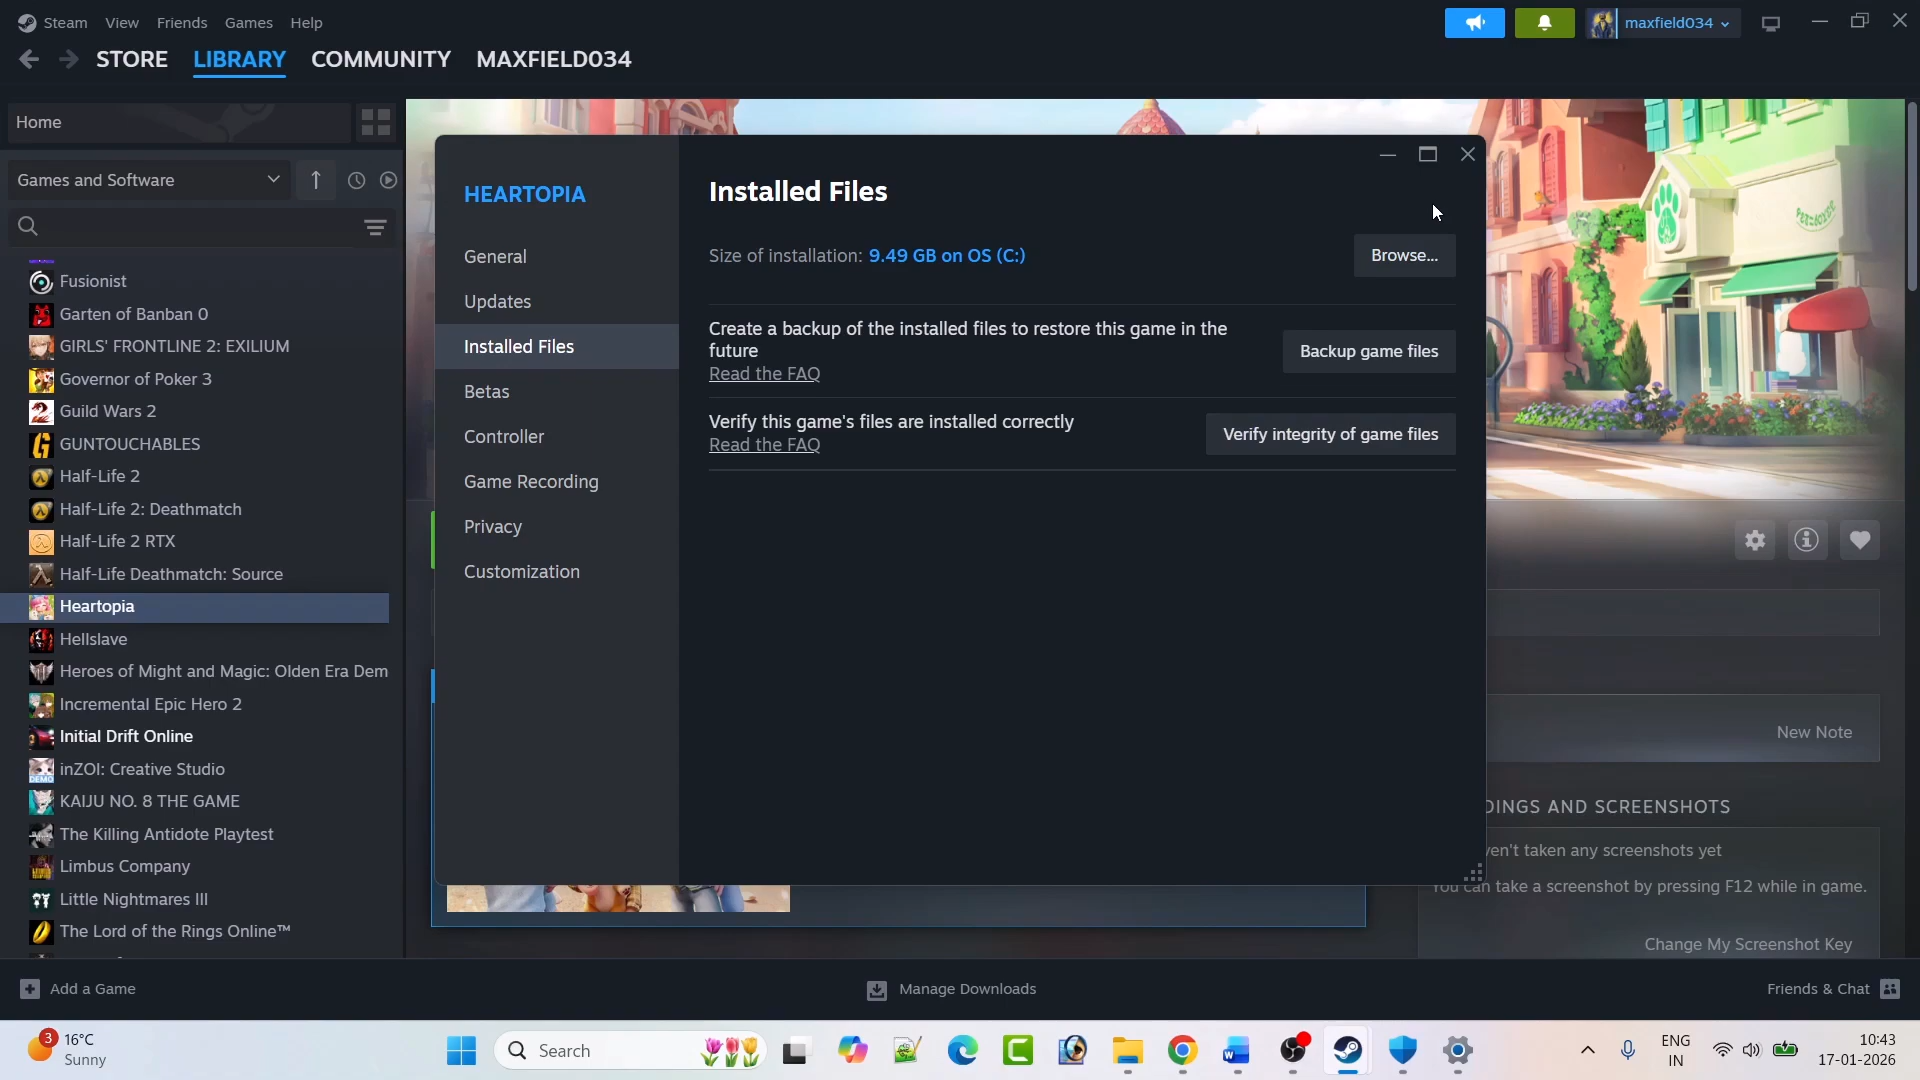 Steam View Friends Games Help
maxfield034
STORE LIBRARY COMMUNITY MAXFIELD034
Home
Games and Software
Fusionist
Garten of Banban 0
GIRLS' FRONTLINE 2: EXILIUM
Governor of Poker 3
Guild Wars 2
GUNTOUCHABLES
Half-Life 2
Half-Life 2: Deathmatch
Half-Life 2 RTX
Half-Life Deathmatch: Source
Heartopia
Hellslave
Heroes of Might and Magic: Olden Era Dem
Incremental Epic Hero 2
Initial Drift Online
inZOI: Creative Studio
KAIJU NO. 8 THE GAME
The Killing Antidote Playtest
Limbus Company
Little Nightmares III
The Lord of the Rings Online™
HEARTOPIA
General
Updates
Installed Files
Betas
Controller
Game Recording
Privacy
Customization
Installed Files
Size of installation: 9.49 GB on OS (C:)
Browse...
Create a backup of the installed files to restore this game in the
future
Read the FAQ
Backup game files
Verify this game's files are installed correctly
Read the FAQ
Verify integrity of game files
New Note
DINGS AND SCREENSHOTS
ven't taken any screenshots yet
You can take a screenshot by pressing F12 while in game.
Change My Screenshot Key
Add a Game
Manage Downloads
Friends & Chat
3
16°C
Sunny
Search
ENG
IN
10:43
17-01-2026